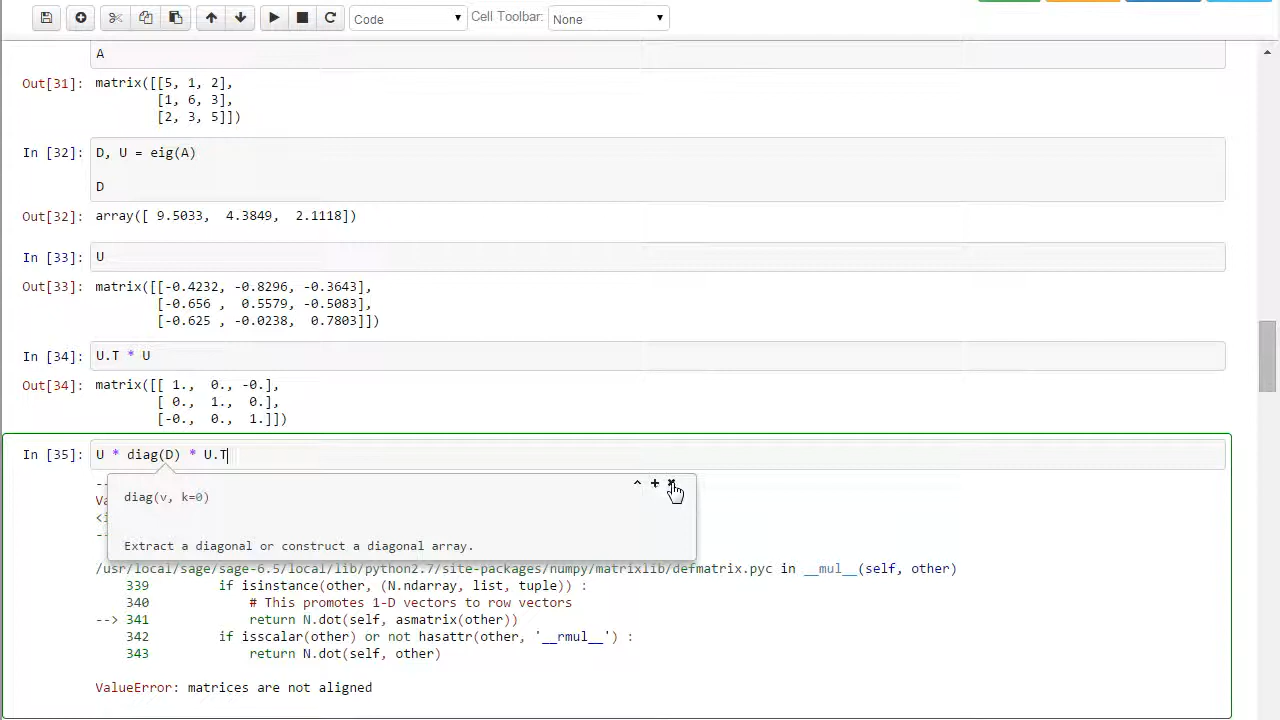 Code
Cell Toolbar:
None
A
Out[31]:
matrix([[5, 1, 2],
[1, 6, 3],
[2, 3, 5]])
In [32]:
D, U = eig(A)
D
Out[32]:
array([ 9.5033,  4.3849,  2.1118])
In [33]:
U
Out[33]:
matrix([[-0.4232, -0.8296, -0.3643],
[-0.656 ,  0.5579, -0.5083],
[-0.625 , -0.0238,  0.7803]])
In [34]:
U.T * U
Out[34]:
matrix([[ 1.,  0., -0.],
[ 0.,  1.,  0.],
[-0.,  0.,  1.]])
In [35]:
U * diag(D) * U.T
diag(v, k=0)
Extract a diagonal or construct a diagonal array.
/usr/local/sage/sage-6.5/local/lib/python2.7/site-packages/numpy/matrixlib/defmatrix.pyc in __mul__(self, other)
339         if isinstance(other, (N.ndarray, list, tuple)) :
340             # This promotes 1-D vectors to row vectors
--> 341             return N.dot(self, asmatrix(other))
342         if isscalar(other) or not hasattr(other, '__rmul__') :
343             return N.dot(self, other)
ValueError: matrices are not aligned